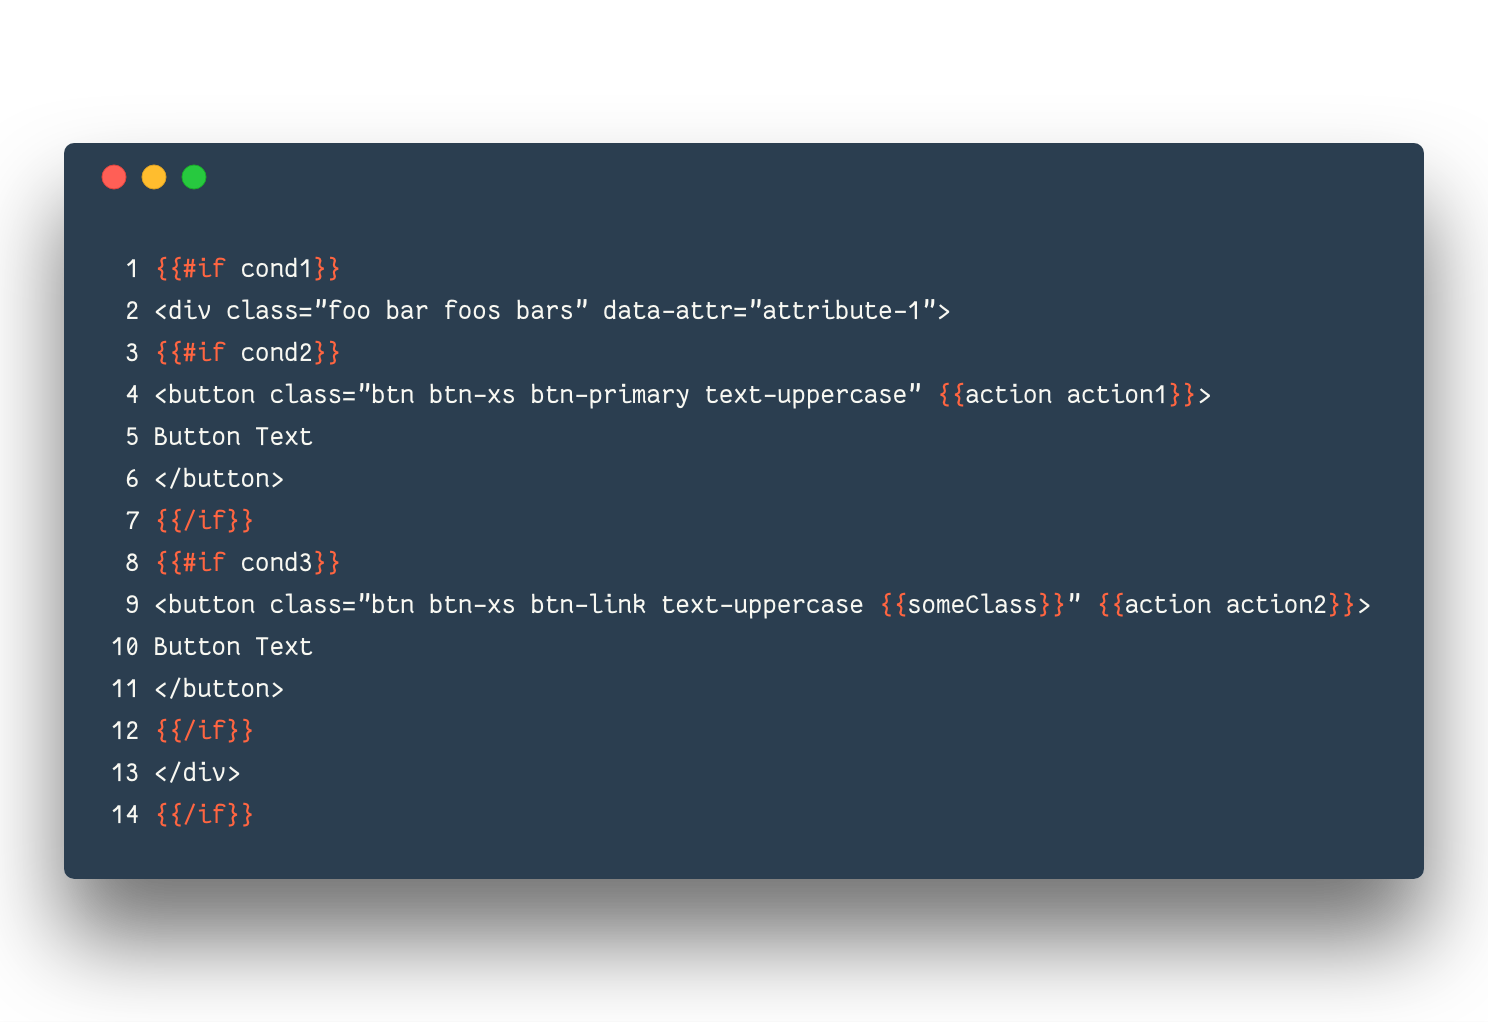 1 {{#if cond1}}
2 <div class="foo bar foos bars" data-attr="attribute-1">
3 {{#if cond2}}
4 <button class="btn btn-xs btn-primary text-uppercase" {{action action1}}>
5 Button Text
6 </button>
7 {{/if}}
8 {{#if cond3}}
9 <button class="btn btn-xs btn-link text-uppercase {{someClass}}" {{action action2}}>
10 Button Text
11 </button>
12 {{/if}}
13 </div>
14 {{/if}}